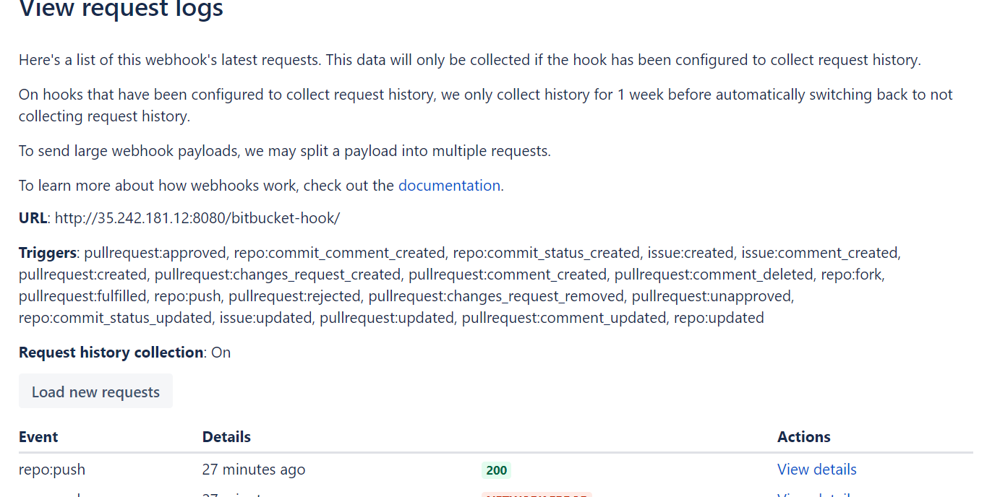 View request logs
Here's a list of this webhook's latest requests. This data will only be collected if the hook has been configured to collect request history.
On hooks that have been configured to collect request history, we only collect history for 1 week before automatically switching back to not
collecting request history.
To send large webhook payloads, we may split a payload into multiple requests.
To learn more about how webhooks work, check out the documentation.
URL: http://35.242.181.12:8080/bitbucket-hook/
Triggers: pullrequest:approved, repo:commit_comment_created, repo:commit_status_created, issue:created, issue:comment_created,
pullrequest:created, pullrequest:changes_request_created, pullrequest:comment_created, pullrequest:comment_deleted, repo:fork,
pullrequest:fulfilled, repo:push, pullrequest:rejected, pullrequest:changes_request_removed, pullrequest:unapproved,
repo:commit_status_updated, issue:updated, pullrequest:updated, pullrequest:comment_updated, repo:updated
Request history collection: On
Load new requests
Event Details Actions
repo:push 27 minutes ago 200 View details